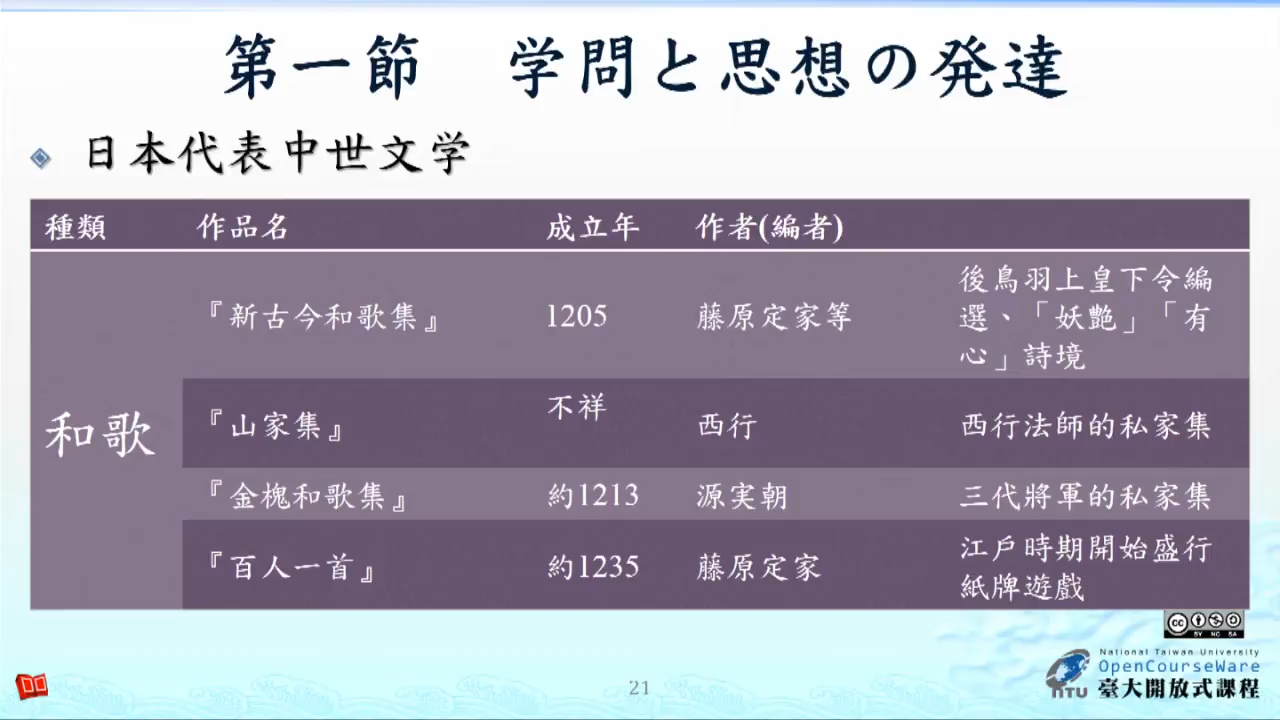 第一節　学問と思想の発達
日本代表中世文学
種類 作品名 成立年 作者(編者)
和歌
『新古今和歌集』 1205 藤原定家等 後鳥羽上皇下令編
選、「妖艶」「有
心」詩境
『山家集』 不祥 西行 西行法師的私家集
『金槐和歌集』 約1213 源実朝 三代將軍的私家集
『百人一首』 約1235 藤原定家 江戶時期開始盛行
紙牌遊戲
cc BY NC SA
National Taiwan University
OpenCourseWare
NTU 臺大開放式課程
21